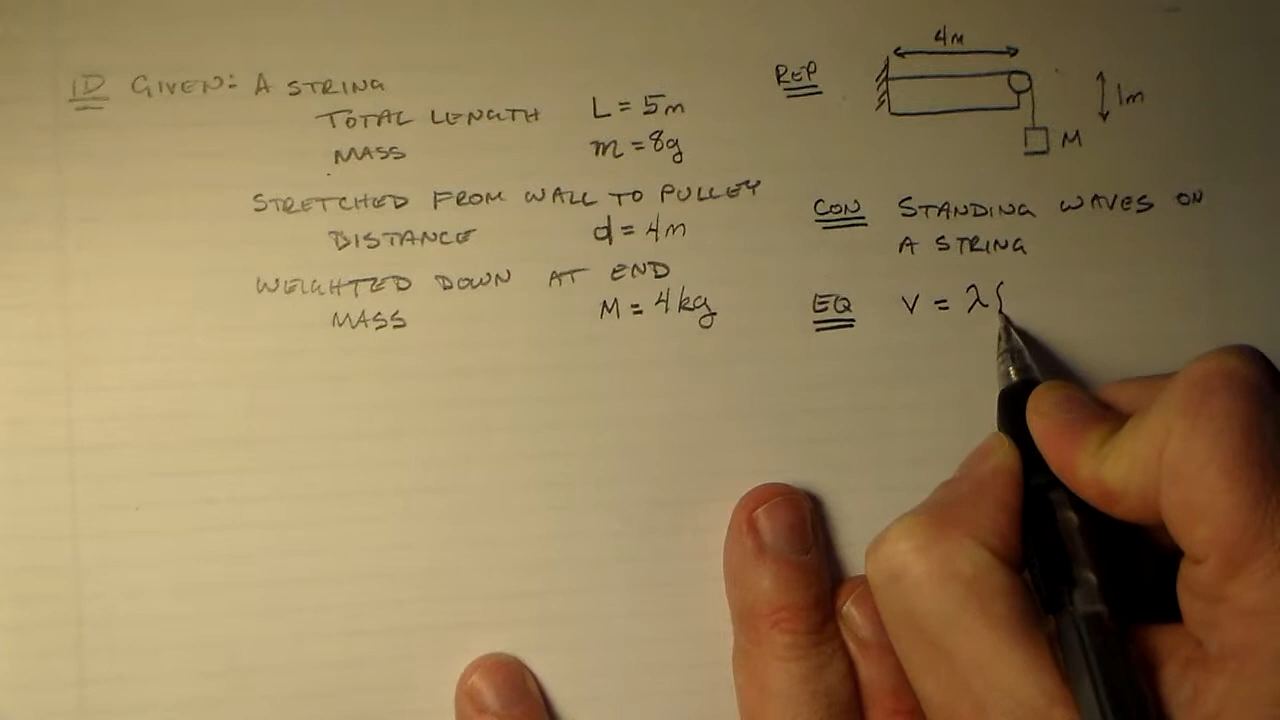 ID GIVEN: A STRING
TOTAL LENGTH L = 5m
MASS m = 8g
STRETCHED FROM WALL TO PULLEY
DISTANCE d = 4m
WEIGHTED DOWN AT END
MASS M = 4kg
REP
4m
1m
M
CON STANDING WAVES ON
A STRING
EQ V = λf